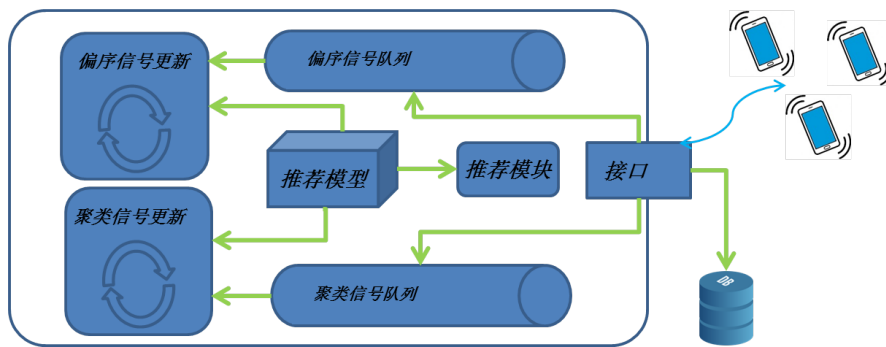 偏序信号更新
偏序信号队列
推荐模型
推荐模块
接口
聚类信号更新
聚类信号队列
DB